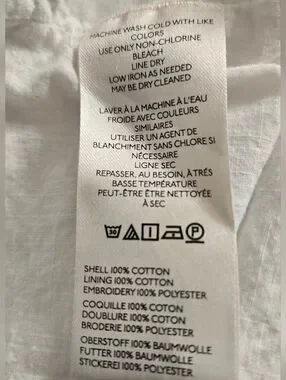 MACHINE WASH COLD WITH LIKE
COLORS
USE ONLY NON-CHLORINE
BLEACH
LINE DRY
LOW IRON AS NEEDED
MAY BE DRY CLEANED
LAVER À LA MACHINE À L'EAU
FROIDE AVEC COULEURS
SIMILAIRES
UTILISER UN AGENT DE
BLANCHIMENT SANS CHLORE SI
NÉCESSAIRE
LIGNE SEC
REPASSER, AU BESOIN, À TRÉS
BASSE TEMPÉRATURE
PEUT-ÊTRE ÊTRE NETTOYÉE
À SEC
30 P
SHELL 100% COTTON
LINING 100% COTTON
EMBROIDERY 100% POLYESTER
COQUILLE 100% COTON
DOUBLURE 100% COTON
BRODERIE 100% POLYESTER
OBERSTOFF 100% BAUMWOLLE
FUTTER 100% BAUMWOLLE
STICKEREI 100% POLYESTER